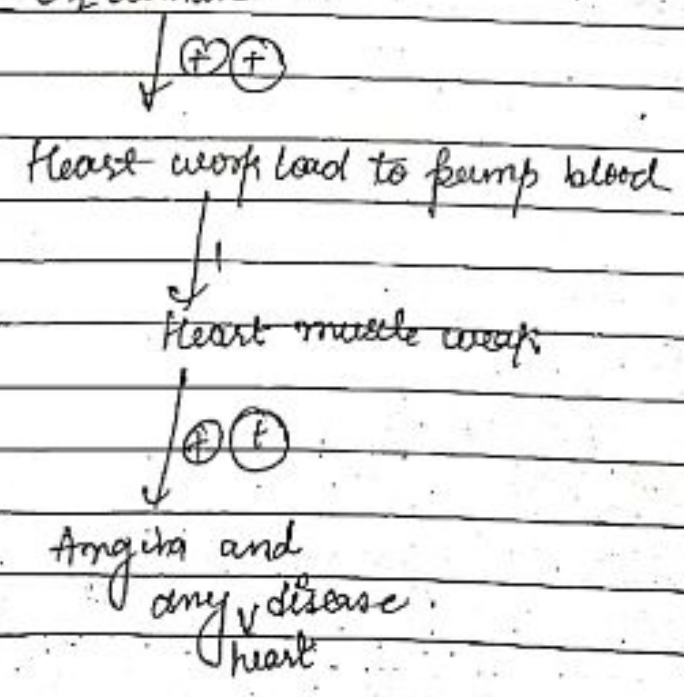 ⊕ ⊕
Heart work load to pump blood
Heart muscle weak
⊕ ⊕
Angina and
any disease.
heart